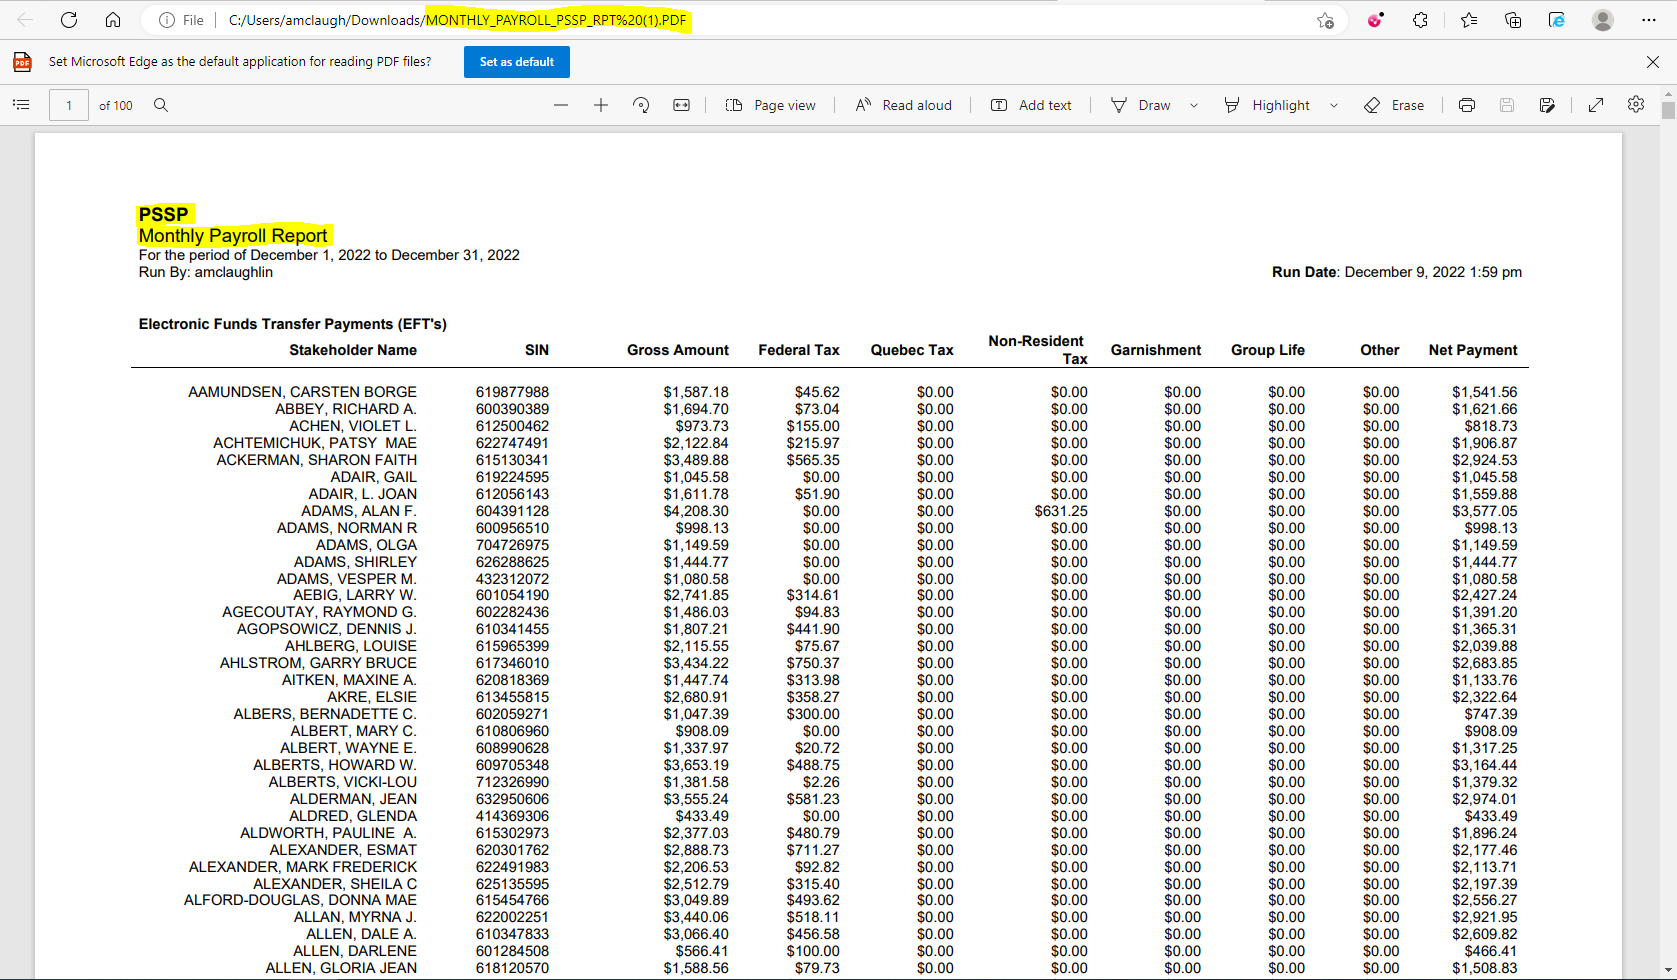 File | C:/Users/amclaugh/Downloads/MONTHLY_PAYROLL_PSSP_RPT%20(1).PDF
PDF Set Microsoft Edge as the default application for reading PDF files? Set as default
1 of 100 Page view Read aloud Add text Draw Highlight Erase
PSSP
Monthly Payroll Report
For the period of December 1, 2022 to December 31, 2022
Run By: amclaughlin Run Date: December 9, 2022 1:59 pm
Electronic Funds Transfer Payments (EFT's)
Stakeholder Name SIN Gross Amount Federal Tax Quebec Tax Non-Resident Tax Garnishment Group Life Other Net Payment
AAMUNDSEN, CARSTEN BORGE 619877988 $1,587.18 $45.62 $0.00 $0.00 $0.00 $0.00 $0.00 $1,541.56
ABBEY, RICHARD A. 600390389 $1,694.70 $73.04 $0.00 $0.00 $0.00 $0.00 $0.00 $1,621.66
ACHEN, VIOLET L. 612500462 $973.73 $155.00 $0.00 $0.00 $0.00 $0.00 $0.00 $818.73
ACHTEMICHUK, PATSY  MAE 622747491 $2,122.84 $215.97 $0.00 $0.00 $0.00 $0.00 $0.00 $1,906.87
ACKERMAN, SHARON FAITH 615130341 $3,489.88 $565.35 $0.00 $0.00 $0.00 $0.00 $0.00 $2,924.53
ADAIR, GAIL 619224595 $1,045.58 $0.00 $0.00 $0.00 $0.00 $0.00 $0.00 $1,045.58
ADAIR, L. JOAN 612056143 $1,611.78 $51.90 $0.00 $0.00 $0.00 $0.00 $0.00 $1,559.88
ADAMS, ALAN F. 604391128 $4,208.30 $0.00 $0.00 $631.25 $0.00 $0.00 $0.00 $3,577.05
ADAMS, NORMAN R 600956510 $998.13 $0.00 $0.00 $0.00 $0.00 $0.00 $0.00 $998.13
ADAMS, OLGA 704726975 $1,149.59 $0.00 $0.00 $0.00 $0.00 $0.00 $0.00 $1,149.59
ADAMS, SHIRLEY 626288625 $1,444.77 $0.00 $0.00 $0.00 $0.00 $0.00 $0.00 $1,444.77
ADAMS, VESPER M. 432312072 $1,080.58 $0.00 $0.00 $0.00 $0.00 $0.00 $0.00 $1,080.58
AEBIG, LARRY W. 601054190 $2,741.85 $314.61 $0.00 $0.00 $0.00 $0.00 $0.00 $2,427.24
AGECOUTAY, RAYMOND G. 602282436 $1,486.03 $94.83 $0.00 $0.00 $0.00 $0.00 $0.00 $1,391.20
AGOPSOWICZ, DENNIS J. 610341455 $1,807.21 $441.90 $0.00 $0.00 $0.00 $0.00 $0.00 $1,365.31
AHLBERG, LOUISE 615965399 $2,115.55 $75.67 $0.00 $0.00 $0.00 $0.00 $0.00 $2,039.88
AHLSTROM, GARRY BRUCE 617346010 $3,434.22 $750.37 $0.00 $0.00 $0.00 $0.00 $0.00 $2,683.85
AITKEN, MAXINE A. 620818369 $1,447.74 $313.98 $0.00 $0.00 $0.00 $0.00 $0.00 $1,133.76
AKRE, ELSIE 613455815 $2,680.91 $358.27 $0.00 $0.00 $0.00 $0.00 $0.00 $2,322.64
ALBERS, BERNADETTE C. 602059271 $1,047.39 $300.00 $0.00 $0.00 $0.00 $0.00 $0.00 $747.39
ALBERT, MARY C. 610806960 $908.09 $0.00 $0.00 $0.00 $0.00 $0.00 $0.00 $908.09
ALBERT, WAYNE E. 608990628 $1,337.97 $20.72 $0.00 $0.00 $0.00 $0.00 $0.00 $1,317.25
ALBERTS, HOWARD W. 609705348 $3,653.19 $488.75 $0.00 $0.00 $0.00 $0.00 $0.00 $3,164.44
ALBERTS, VICKI-LOU 712326990 $1,381.58 $2.26 $0.00 $0.00 $0.00 $0.00 $0.00 $1,379.32
ALDERMAN, JEAN 632950606 $3,555.24 $581.23 $0.00 $0.00 $0.00 $0.00 $0.00 $2,974.01
ALDRED, GLENDA 414369306 $433.49 $0.00 $0.00 $0.00 $0.00 $0.00 $0.00 $433.49
ALDWORTH, PAULINE  A. 615302973 $2,377.03 $480.79 $0.00 $0.00 $0.00 $0.00 $0.00 $1,896.24
ALEXANDER, ESMAT 620301762 $2,888.73 $711.27 $0.00 $0.00 $0.00 $0.00 $0.00 $2,177.46
ALEXANDER, MARK FREDERICK 622491983 $2,206.53 $92.82 $0.00 $0.00 $0.00 $0.00 $0.00 $2,113.71
ALEXANDER, SHEILA C 625135595 $2,512.79 $315.40 $0.00 $0.00 $0.00 $0.00 $0.00 $2,197.39
ALFORD-DOUGLAS, DONNA MAE 615454766 $3,049.89 $493.62 $0.00 $0.00 $0.00 $0.00 $0.00 $2,556.27
ALLAN, MYRNA J. 622002251 $3,440.06 $518.11 $0.00 $0.00 $0.00 $0.00 $0.00 $2,921.95
ALLEN, DALE A. 610347833 $3,066.40 $456.58 $0.00 $0.00 $0.00 $0.00 $0.00 $2,609.82
ALLEN, DARLENE 601284508 $566.41 $100.00 $0.00 $0.00 $0.00 $0.00 $0.00 $466.41
ALLEN, GLORIA JEAN 618120570 $1,588.56 $79.73 $0.00 $0.00 $0.00 $0.00 $0.00 $1,508.83